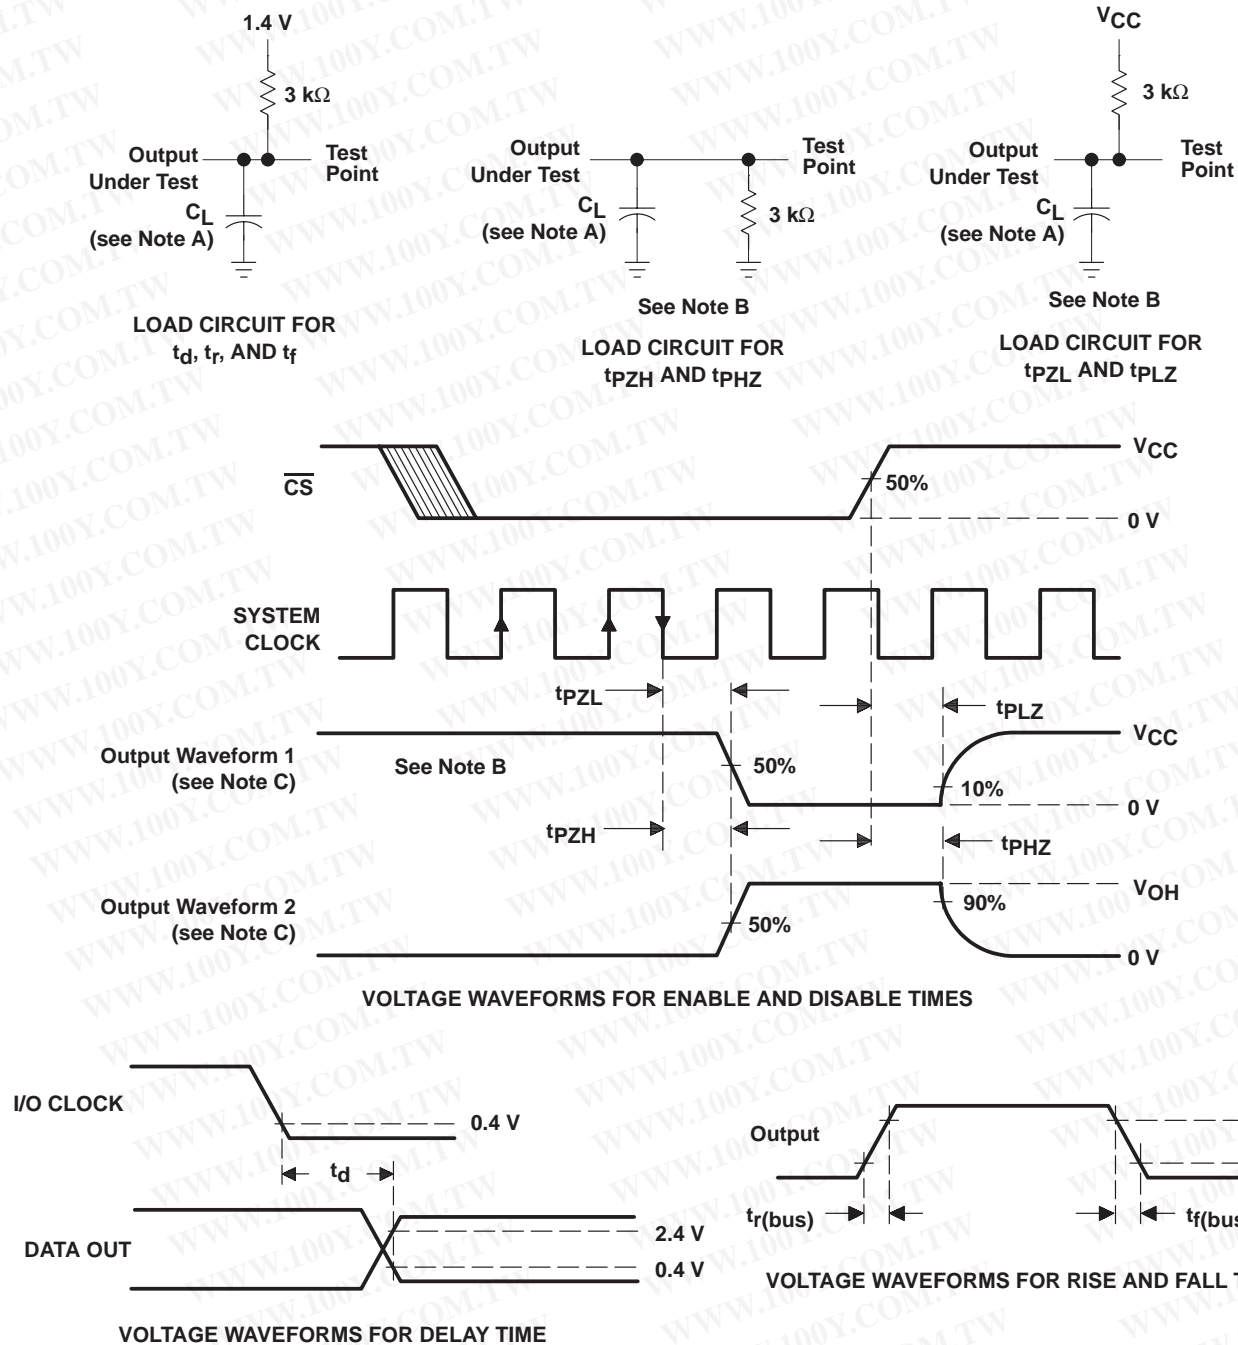 1.4 V
3 kΩ
Output
Under Test
Test
Point
CL
(see Note A)
LOAD CIRCUIT FOR
td, tr, AND tf
Output
Under Test
Test
Point
CL
(see Note A)
3 kΩ
See Note B
LOAD CIRCUIT FOR
tPZH AND tPHZ
VCC
3 kΩ
Output
Under Test
Test
Point
CL
(see Note A)
See Note B
LOAD CIRCUIT FOR
tPZL AND tPLZ
CS
VCC
50%
0 V
SYSTEM
CLOCK
tPZL
tPLZ
Output Waveform 1
(see Note C)
See Note B
VCC
50%
10%
0 V
tPZH
tPHZ
Output Waveform 2
(see Note C)
VOH
90%
50%
0 V
VOLTAGE WAVEFORMS FOR ENABLE AND DISABLE TIMES
I/O CLOCK
0.4 V
td
DATA OUT
2.4 V
0.4 V
VOLTAGE WAVEFORMS FOR DELAY TIME
Output
tr(bus)
tf(bus
VOLTAGE WAVEFORMS FOR RISE AND FALL T
WWW.100Y.COM.TW